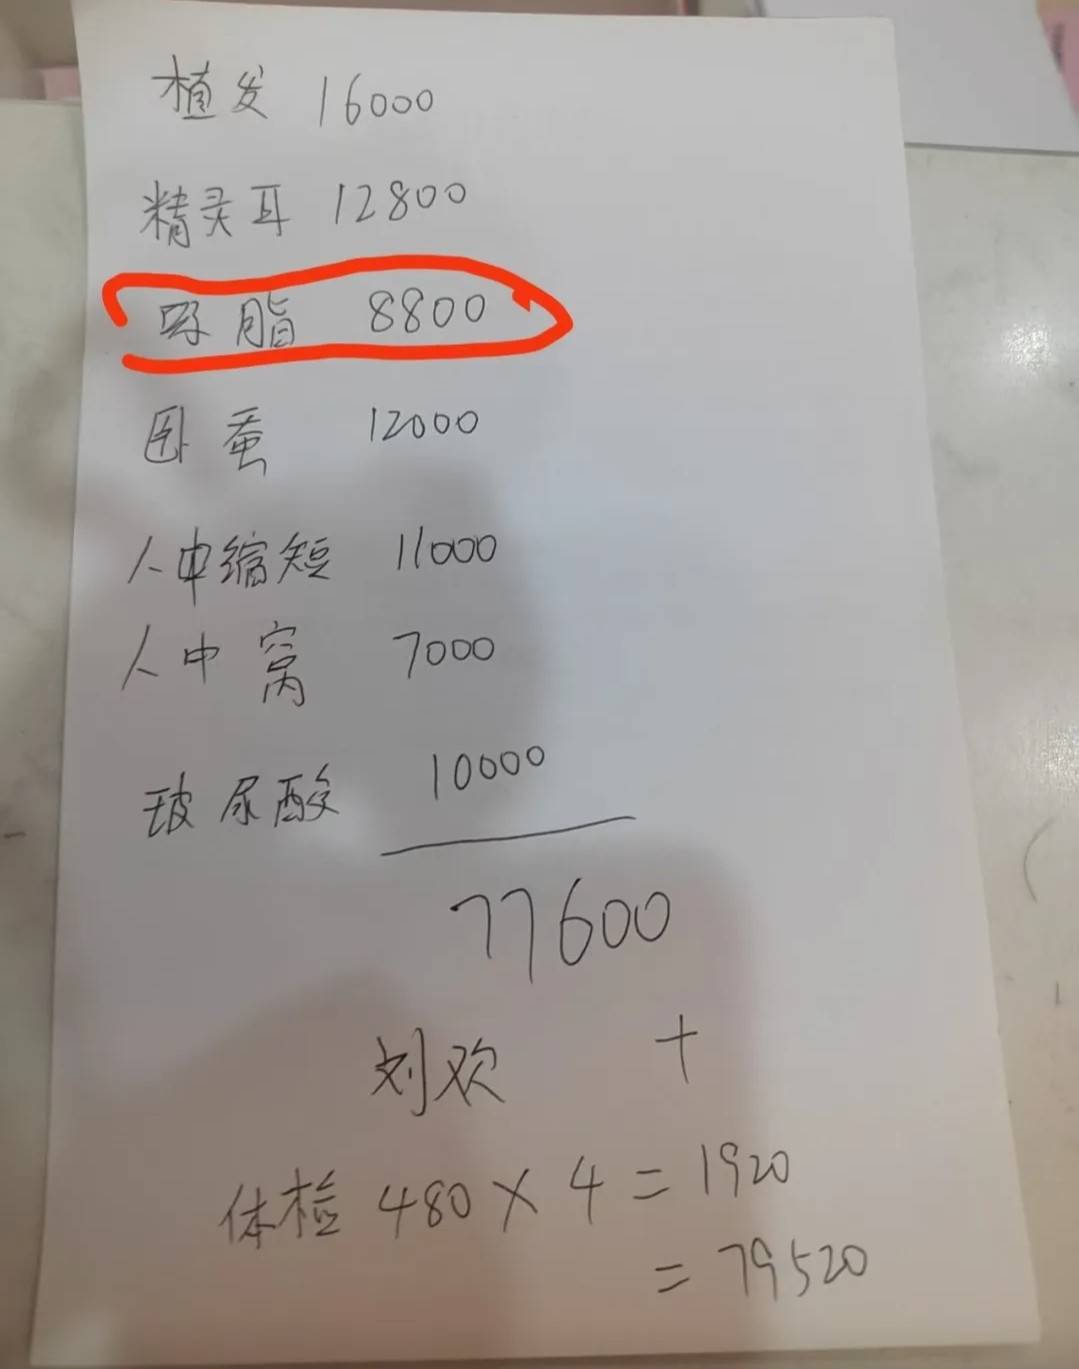 植发 16000
精灵耳 12800
吸脂 8800
卧蚕 12000
人中缩短 11000
人中窝 7000
玻尿酸 10000
77600
刘欢 +
体检 480×4=1920
=79520